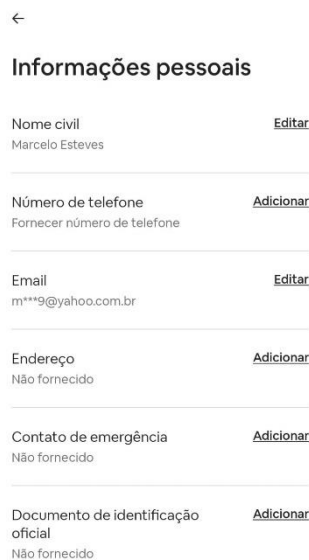 Informações pessoais
Nome civil Editar
Marcelo Esteves
Número de telefone Adicionar
Fornecer número de telefone
Email Editar
m***9@yahoo.com.br
Endereço Adicionar
Não fornecido
Contato de emergência Adicionar
Não fornecido
Documento de identificação Adicionar
oficial
Não fornecido